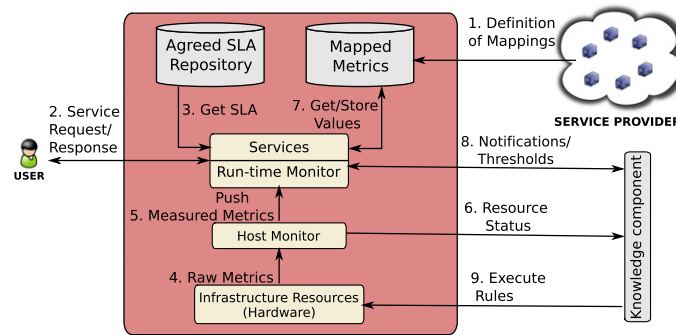 1. Definition
of Mappings
Agreed SLA
Repository
Mapped
Metrics
SERVICE PROVIDER
2. Service
Request/
Response
3. Get SLA
7. Get/Store
Values
USER
Services
Run-time Monitor
8. Notifications/
Thresholds
Push
5. Measured Metrics
Host Monitor
6. Resource
Status
Knowledge component
4. Raw Metrics
Infrastructure Resources
(Hardware)
9. Execute
Rules